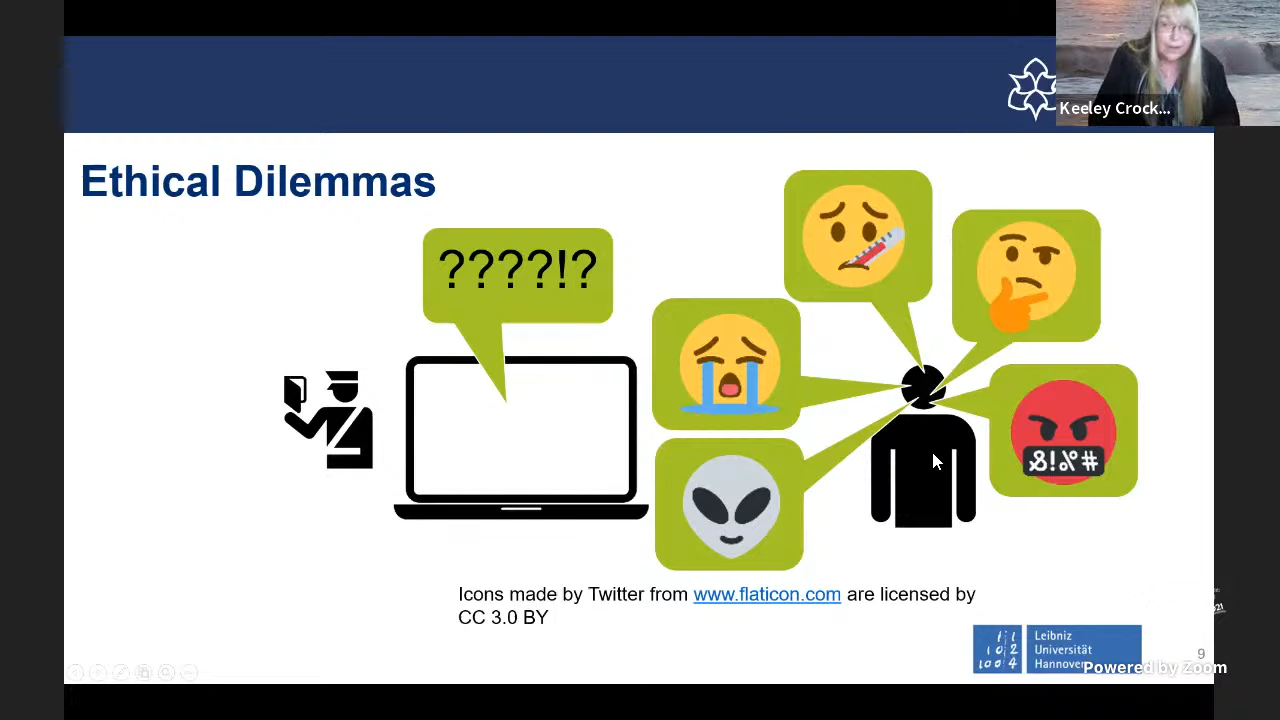 Keeley Crock...
Ethical Dilemmas
????!?
&!%#
Icons made by Twitter from www.flaticon.com are licensed by
CC 3.0 BY
Leibniz
Universität
Hannover
9
Powered by Zoom